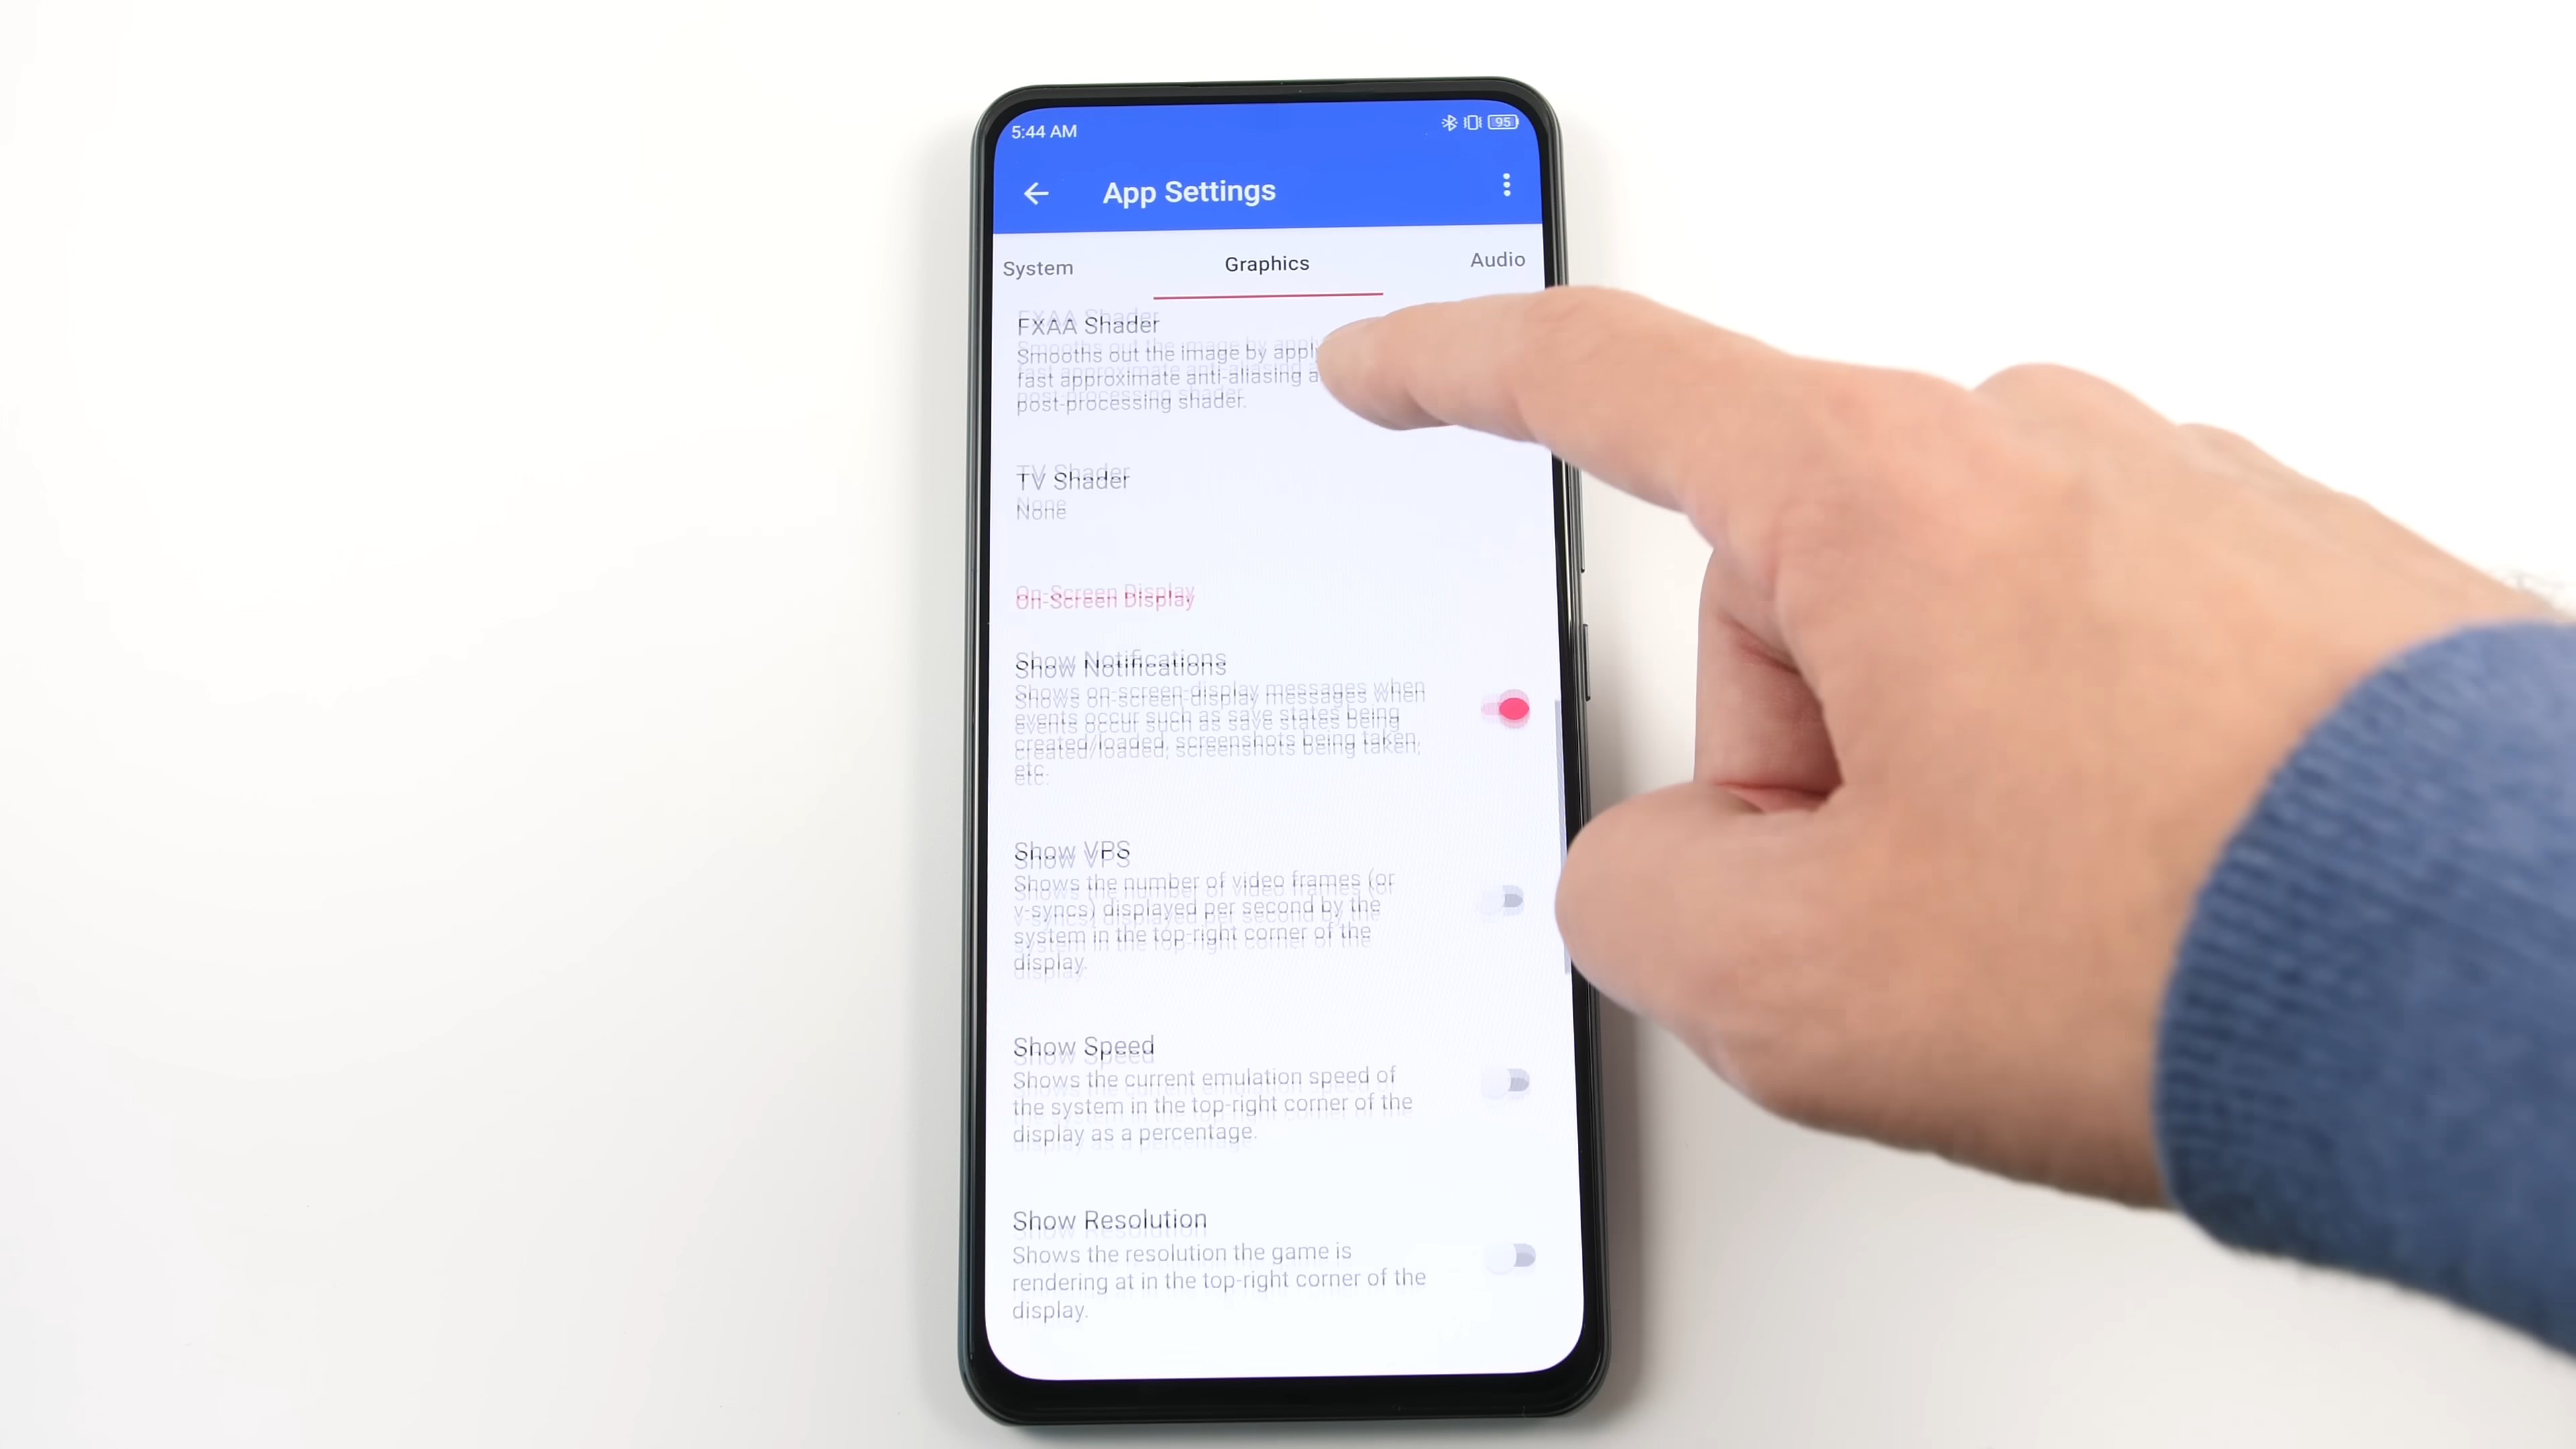 5:44 AM
95
App Settings
System
Graphics
Audio
FXAA Shader
Smooths out the image by
fast approximate anti-aliasing
post-processing shader.
TV Shader
None
On-Screen Display
Show Notifications
Shows on-screen-display messages when
events occur such as save states being
created/loaded, screenshots being taken,
etc.
Show VPS
Shows the number of video frames (or
v-syncs) displayed per second by the
system in the top-right corner of the
display.
Show Speed
Shows the current emulation speed of
the system in the top-right corner of the
display as a percentage.
Show Resolution
Shows the resolution the game is
rendering at in the top-right corner of the
display.